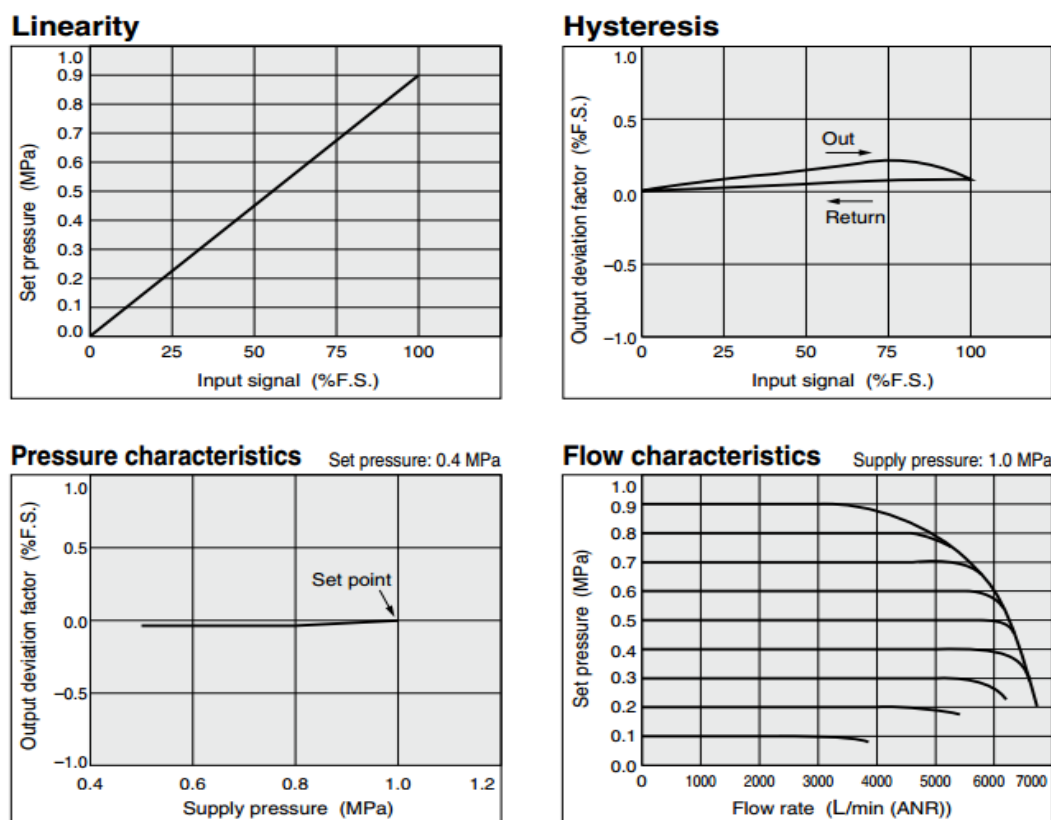 Linearity
1.0
0.9
0.8
0.7
0.6
0.5
0.4
0.3
0.2
0.1
0.0
Set pressure (MPa)
0 25 50 75 100
Input signal (%F.S.)
Hysteresis
1.0
0.5
0.0
−0.5
−1.0
Output deviation factor (%F.S.)
Out
Return
0 25 50 75 100
Input signal (%F.S.)
Pressure characteristics Set pressure: 0.4 MPa
1.0
0.5
0.0
−0.5
−1.0
Output deviation factor (%F.S.)
Set point
0.4 0.6 0.8 1.0 1.2
Supply pressure (MPa)
Flow characteristics Supply pressure: 1.0 MPa
1.0
0.9
0.8
0.7
0.6
0.5
0.4
0.3
0.2
0.1
0.0
Set pressure (MPa)
0 1000 2000 3000 4000 5000 6000 7000
Flow rate (L/min (ANR))